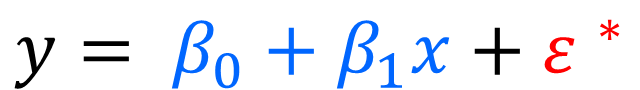 y = β₀ + β₁x + ε *